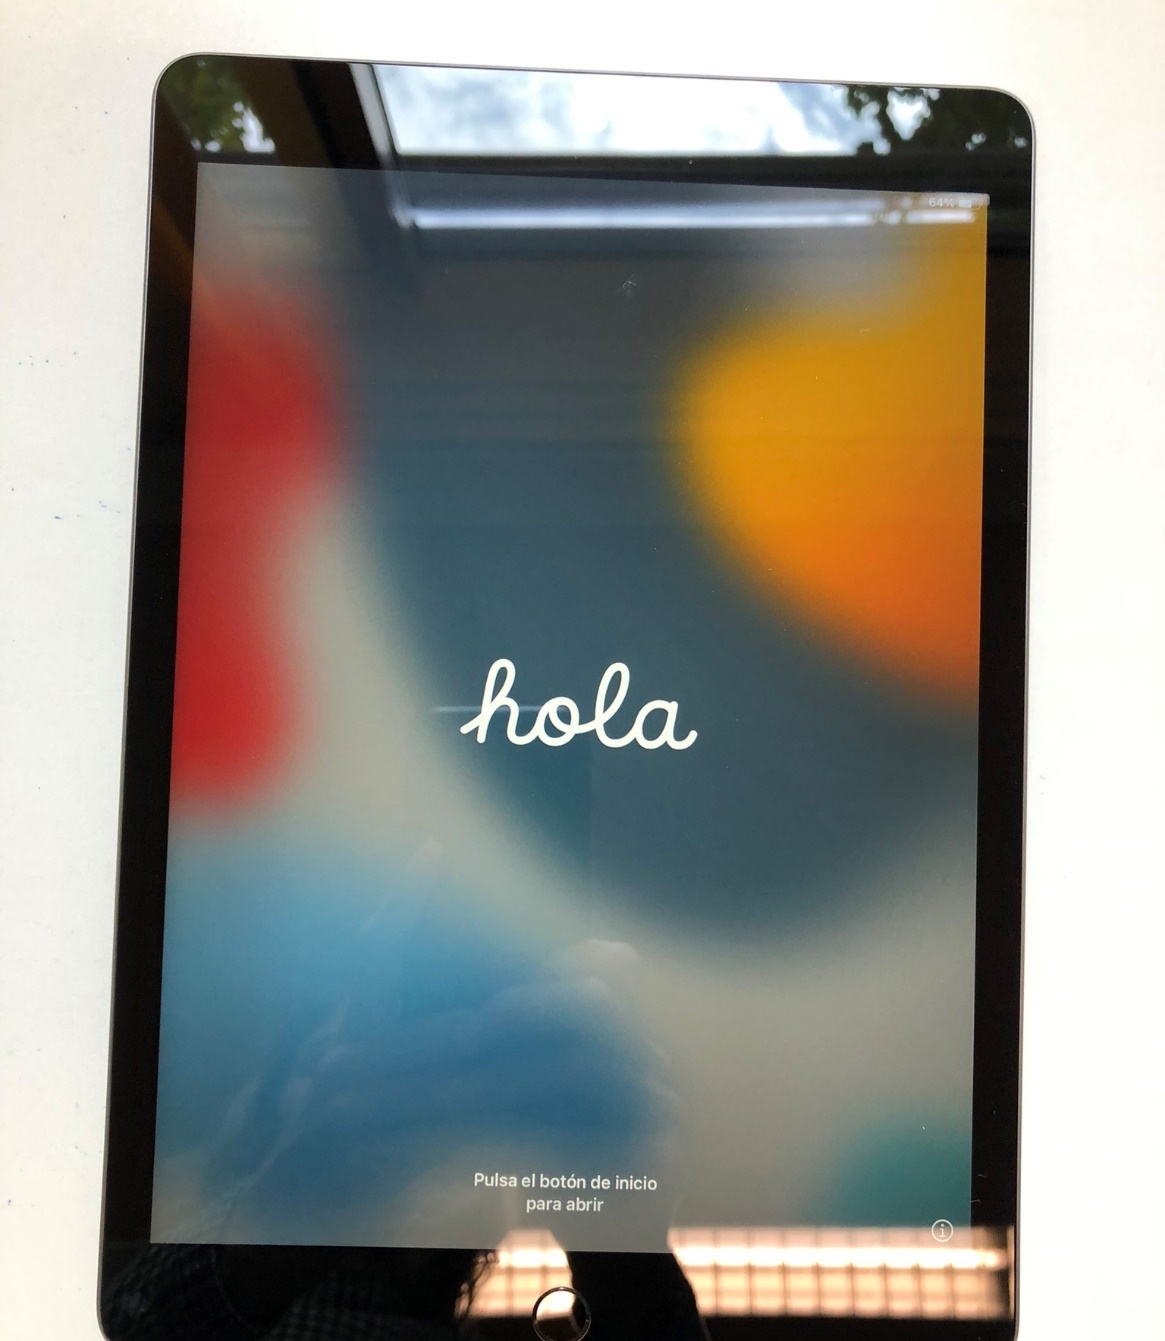 64%
hola
Pulsa el botón de inicio
para abrir